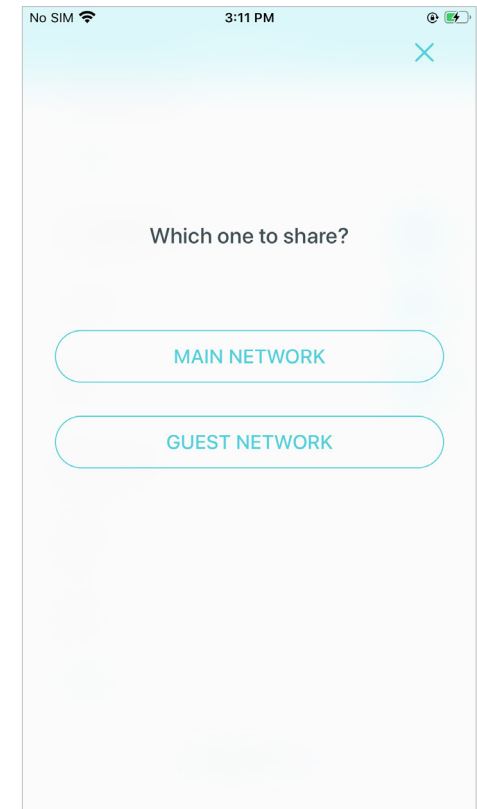 No SIM 3:11 PM
Which one to share?
MAIN NETWORK
GUEST NETWORK